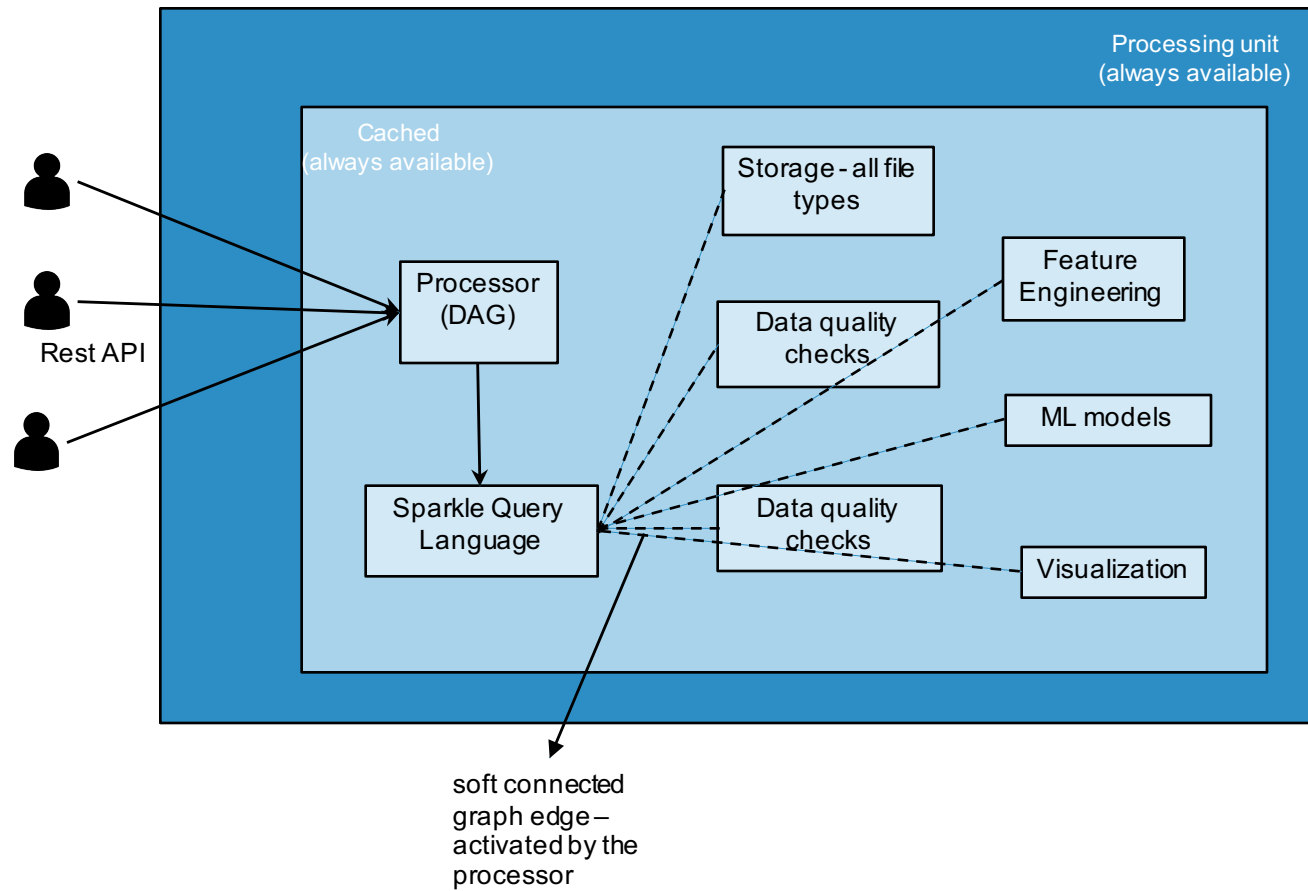 Processing unit
(always available)
Cached
(always available)
Storage - all file
types
Processor
(DAG)
Feature
Engineering
Data quality
checks
Rest API
ML models
Sparkle Query
Language
Data quality
checks
Visualization
soft connected
graph edge –
activated by the
processor